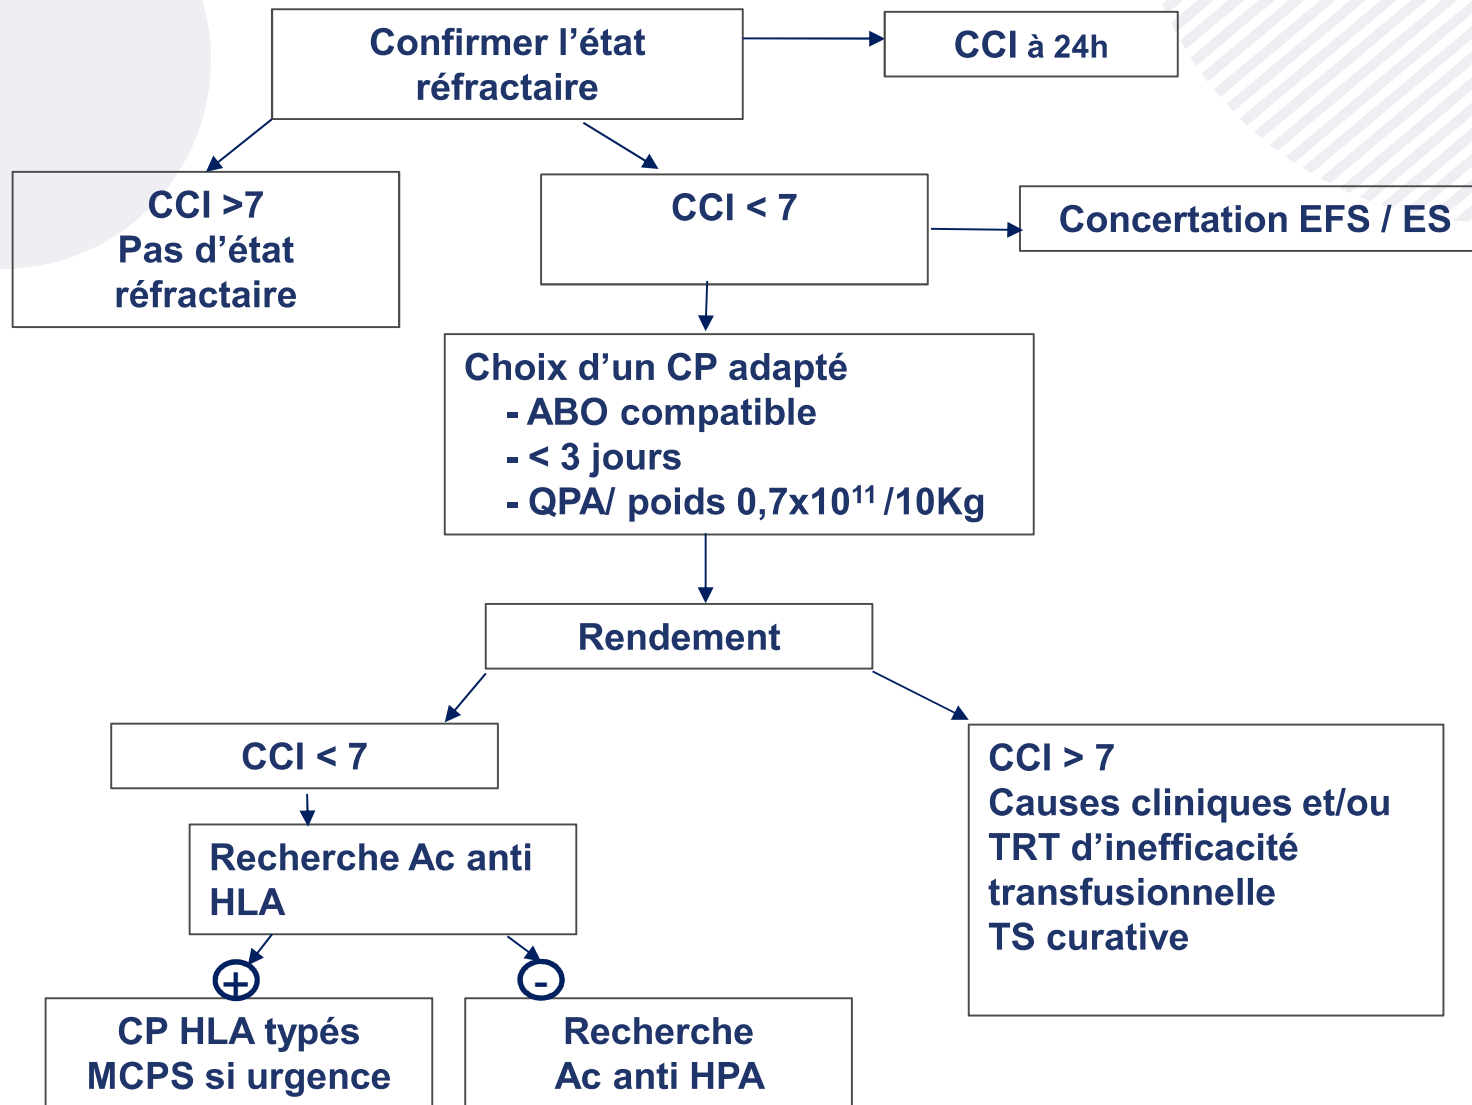 Confirmer l’état
réfractaire
CCI à 24h
CCI >7
Pas d’état
réfractaire
CCI < 7
Concertation EFS / ES
Choix d’un CP adapté
- ABO compatible
- < 3 jours
- QPA/ poids 0,7x10¹¹ /10Kg
Rendement
CCI < 7
CCI > 7
Causes cliniques et/ou
TRT d’inefficacité
transfusionnelle
TS curative
Recherche Ac anti
HLA
+
-
CP HLA typés
MCPS si urgence
Recherche
Ac anti HPA